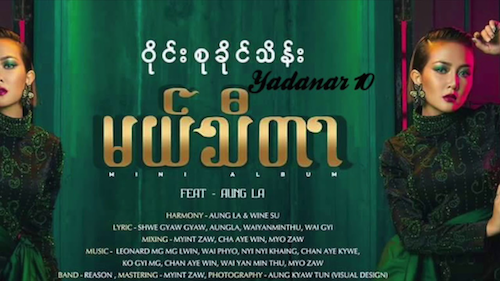 ဝိုင်းစုခိုင်သိန်း
Yadanar 10
မယ်သီတာ
MINI ALBUM
FEAT - AUNG LA
HARMONY - AUNG LA & WINE SU
LYRIC - SHWE GYAW GYAW, AUNGLA, WAIYANMINTHU, WAI GYI
MIXING - MYINT ZAW, CHA AYE WIN, MYO ZAW
MUSIC - LEONARD MG MG LWIN, WAI PHYO, NYI NYI KHAING, CHAN AYE KYWE,
KO GYI MG, CHAN AYE WIN, WAI YAN MIN THU, MYO ZAW
BAND - REASON , MASTERING - MYINT ZAW, PHOTOGRAPHY - AUNG KYAW TUN (VISUAL DESIGN)